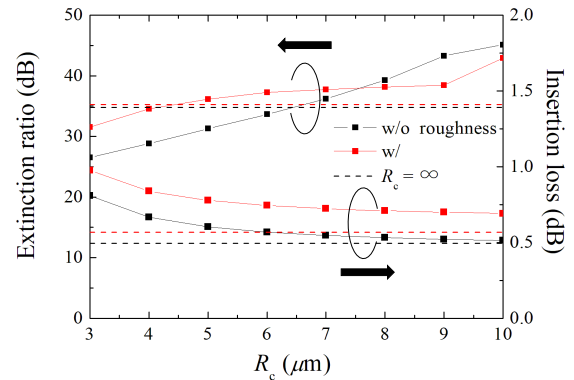 50
40
30
20
10
0
Extinction ratio (dB)
2.0
1.5
1.0
0.5
0.0
Insertion loss (dB)
w/o roughness
w/
Rc = ∞
3 4 5 6 7 8 9 10
Rc (μm)